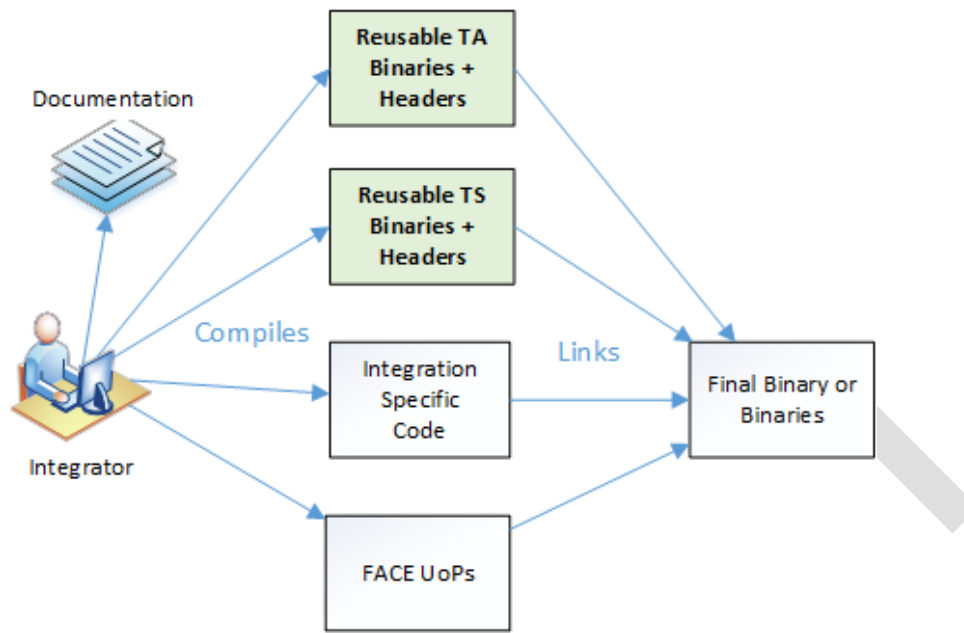 Reusable TA
Binaries +
Headers
Documentation
Reusable TS
Binaries +
Headers
Compiles
Links
Integration
Specific
Code
Final Binary or
Binaries
Integrator
FACE UoPs